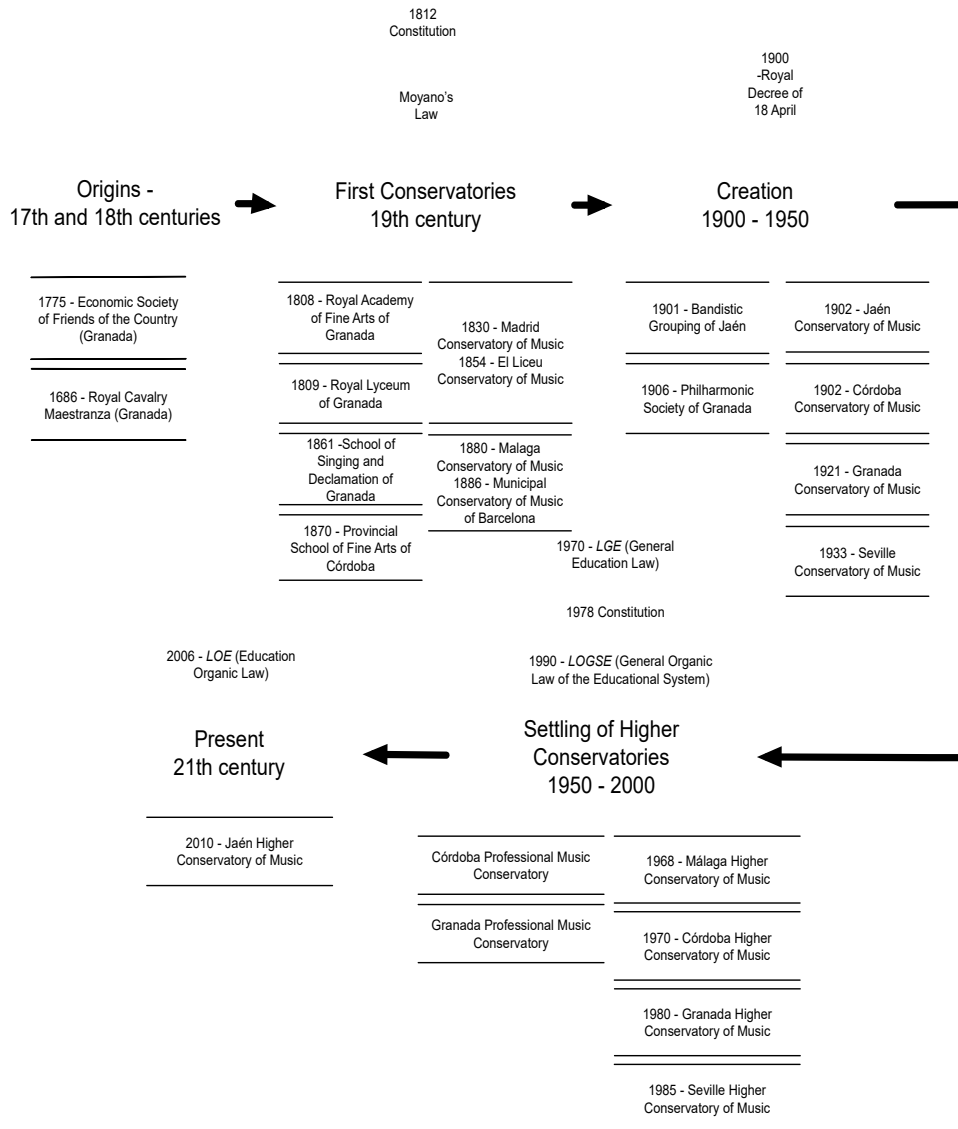 1812
Constitution
Moyano's
Law
1900
-Royal
Decree of
18 April
Origins -
17th and 18th centuries
First Conservatories
19th century
Creation
1900 - 1950
1775 - Economic Society
of Friends of the Country
(Granada)
1686 - Royal Cavalry
Maestranza (Granada)
1808 - Royal Academy
of Fine Arts of
Granada
1809 - Royal Lyceum
of Granada
1861 -School of
Singing and
Declamation of
Granada
1870 - Provincial
School of Fine Arts of
Córdoba
1830 - Madrid
Conservatory of Music
1854 - El Liceu
Conservatory of Music
1880 - Malaga
Conservatory of Music
1886 - Municipal
Conservatory of Music
of Barcelona
1901 - Bandistic
Grouping of Jaén
1906 - Philharmonic
Society of Granada
1902 - Jaén
Conservatory of Music
1902 - Córdoba
Conservatory of Music
1921 - Granada
Conservatory of Music
1933 - Seville
Conservatory of Music
1970 - LGE (General
Education Law)
1978 Constitution
1990 - LOGSE (General Organic
Law of the Educational System)
2006 - LOE (Education
Organic Law)
Settling of Higher
Conservatories
1950 - 2000
Present
21th century
2010 - Jaén Higher
Conservatory of Music
Córdoba Professional Music
Conservatory
Granada Professional Music
Conservatory
1968 - Málaga Higher
Conservatory of Music
1970 - Córdoba Higher
Conservatory of Music
1980 - Granada Higher
Conservatory of Music
1985 - Seville Higher
Conservatory of Music